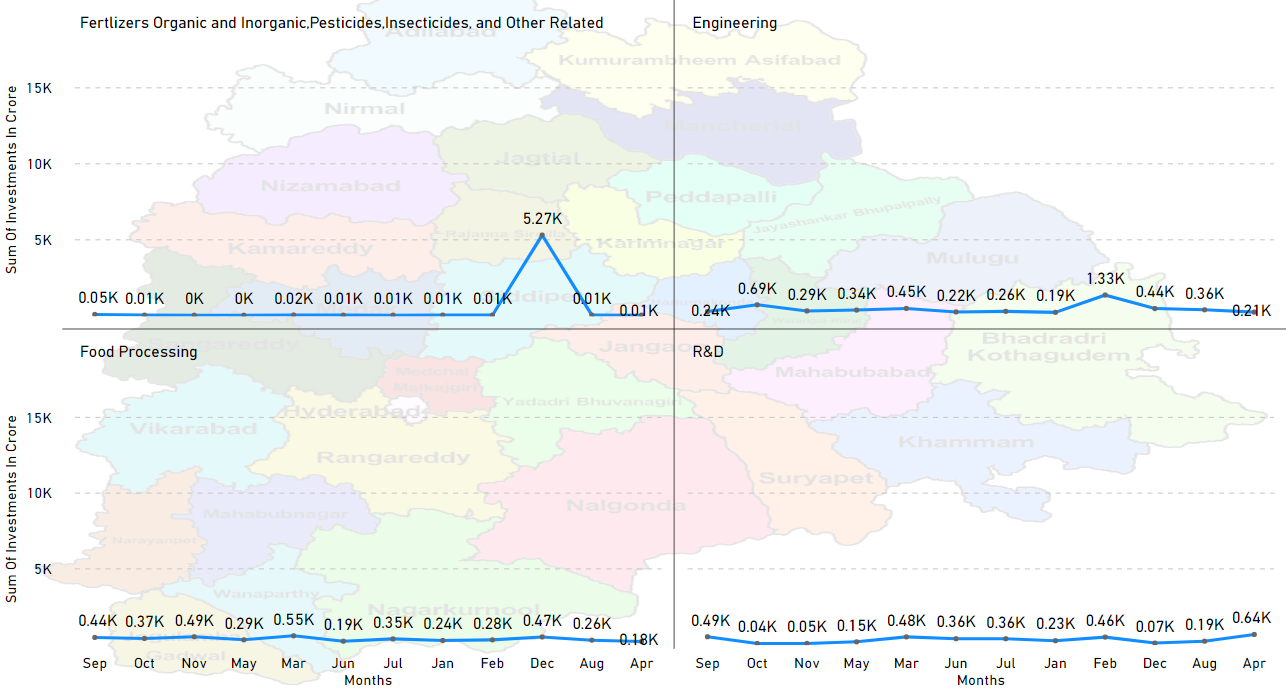 Fertlizers Organic and Inorganic,Pesticides,Insecticides, and Other Related
Engineering
Adilabad
Kumurambheem Asifabad
15K
Nirmal
Mancherial
10K
Jagtial
Nizamabad
Peddapalli
Jayashankar Bhupalpally
5K
5.27K
Rajanna Sircilla
Karimnagar
Kamareddy
Mulugu
Sum Of Investments In Crore
0.05K 0.01K 0K 0K 0.02K 0.01K 0.01K 0.01K 0.01K 0.01K 0.01K
0.24K 0.69K 0.29K 0.34K 0.45K 0.22K 0.26K 0.19K 1.33K 0.44K 0.36K 0.21K
Food Processing
R&D
Sangareddy
Jangaon
Bhadradri
Kothagudem
Medchal
Malkajgiri
Mahabubabad
Yadadri Bhuvanagiri
Hyderabad
15K
Vikarabad
Khammam
Rangareddy
Suryapet
10K
Nalgonda
Mahabubnagar
Narayanpet
5K
Wanaparthy
Nagarkurnool
Sum Of Investments In Crore
0.44K 0.37K 0.49K 0.29K 0.55K 0.19K 0.35K 0.24K 0.28K 0.47K 0.26K 0.18K
0.49K 0.04K 0.05K 0.15K 0.48K 0.36K 0.36K 0.23K 0.46K 0.07K 0.19K 0.64K
Gadwal
Sep Oct Nov May Mar Jun Jul Jan Feb Dec Aug Apr
Sep Oct Nov May Mar Jun Jul Jan Feb Dec Aug Apr
Months
Months